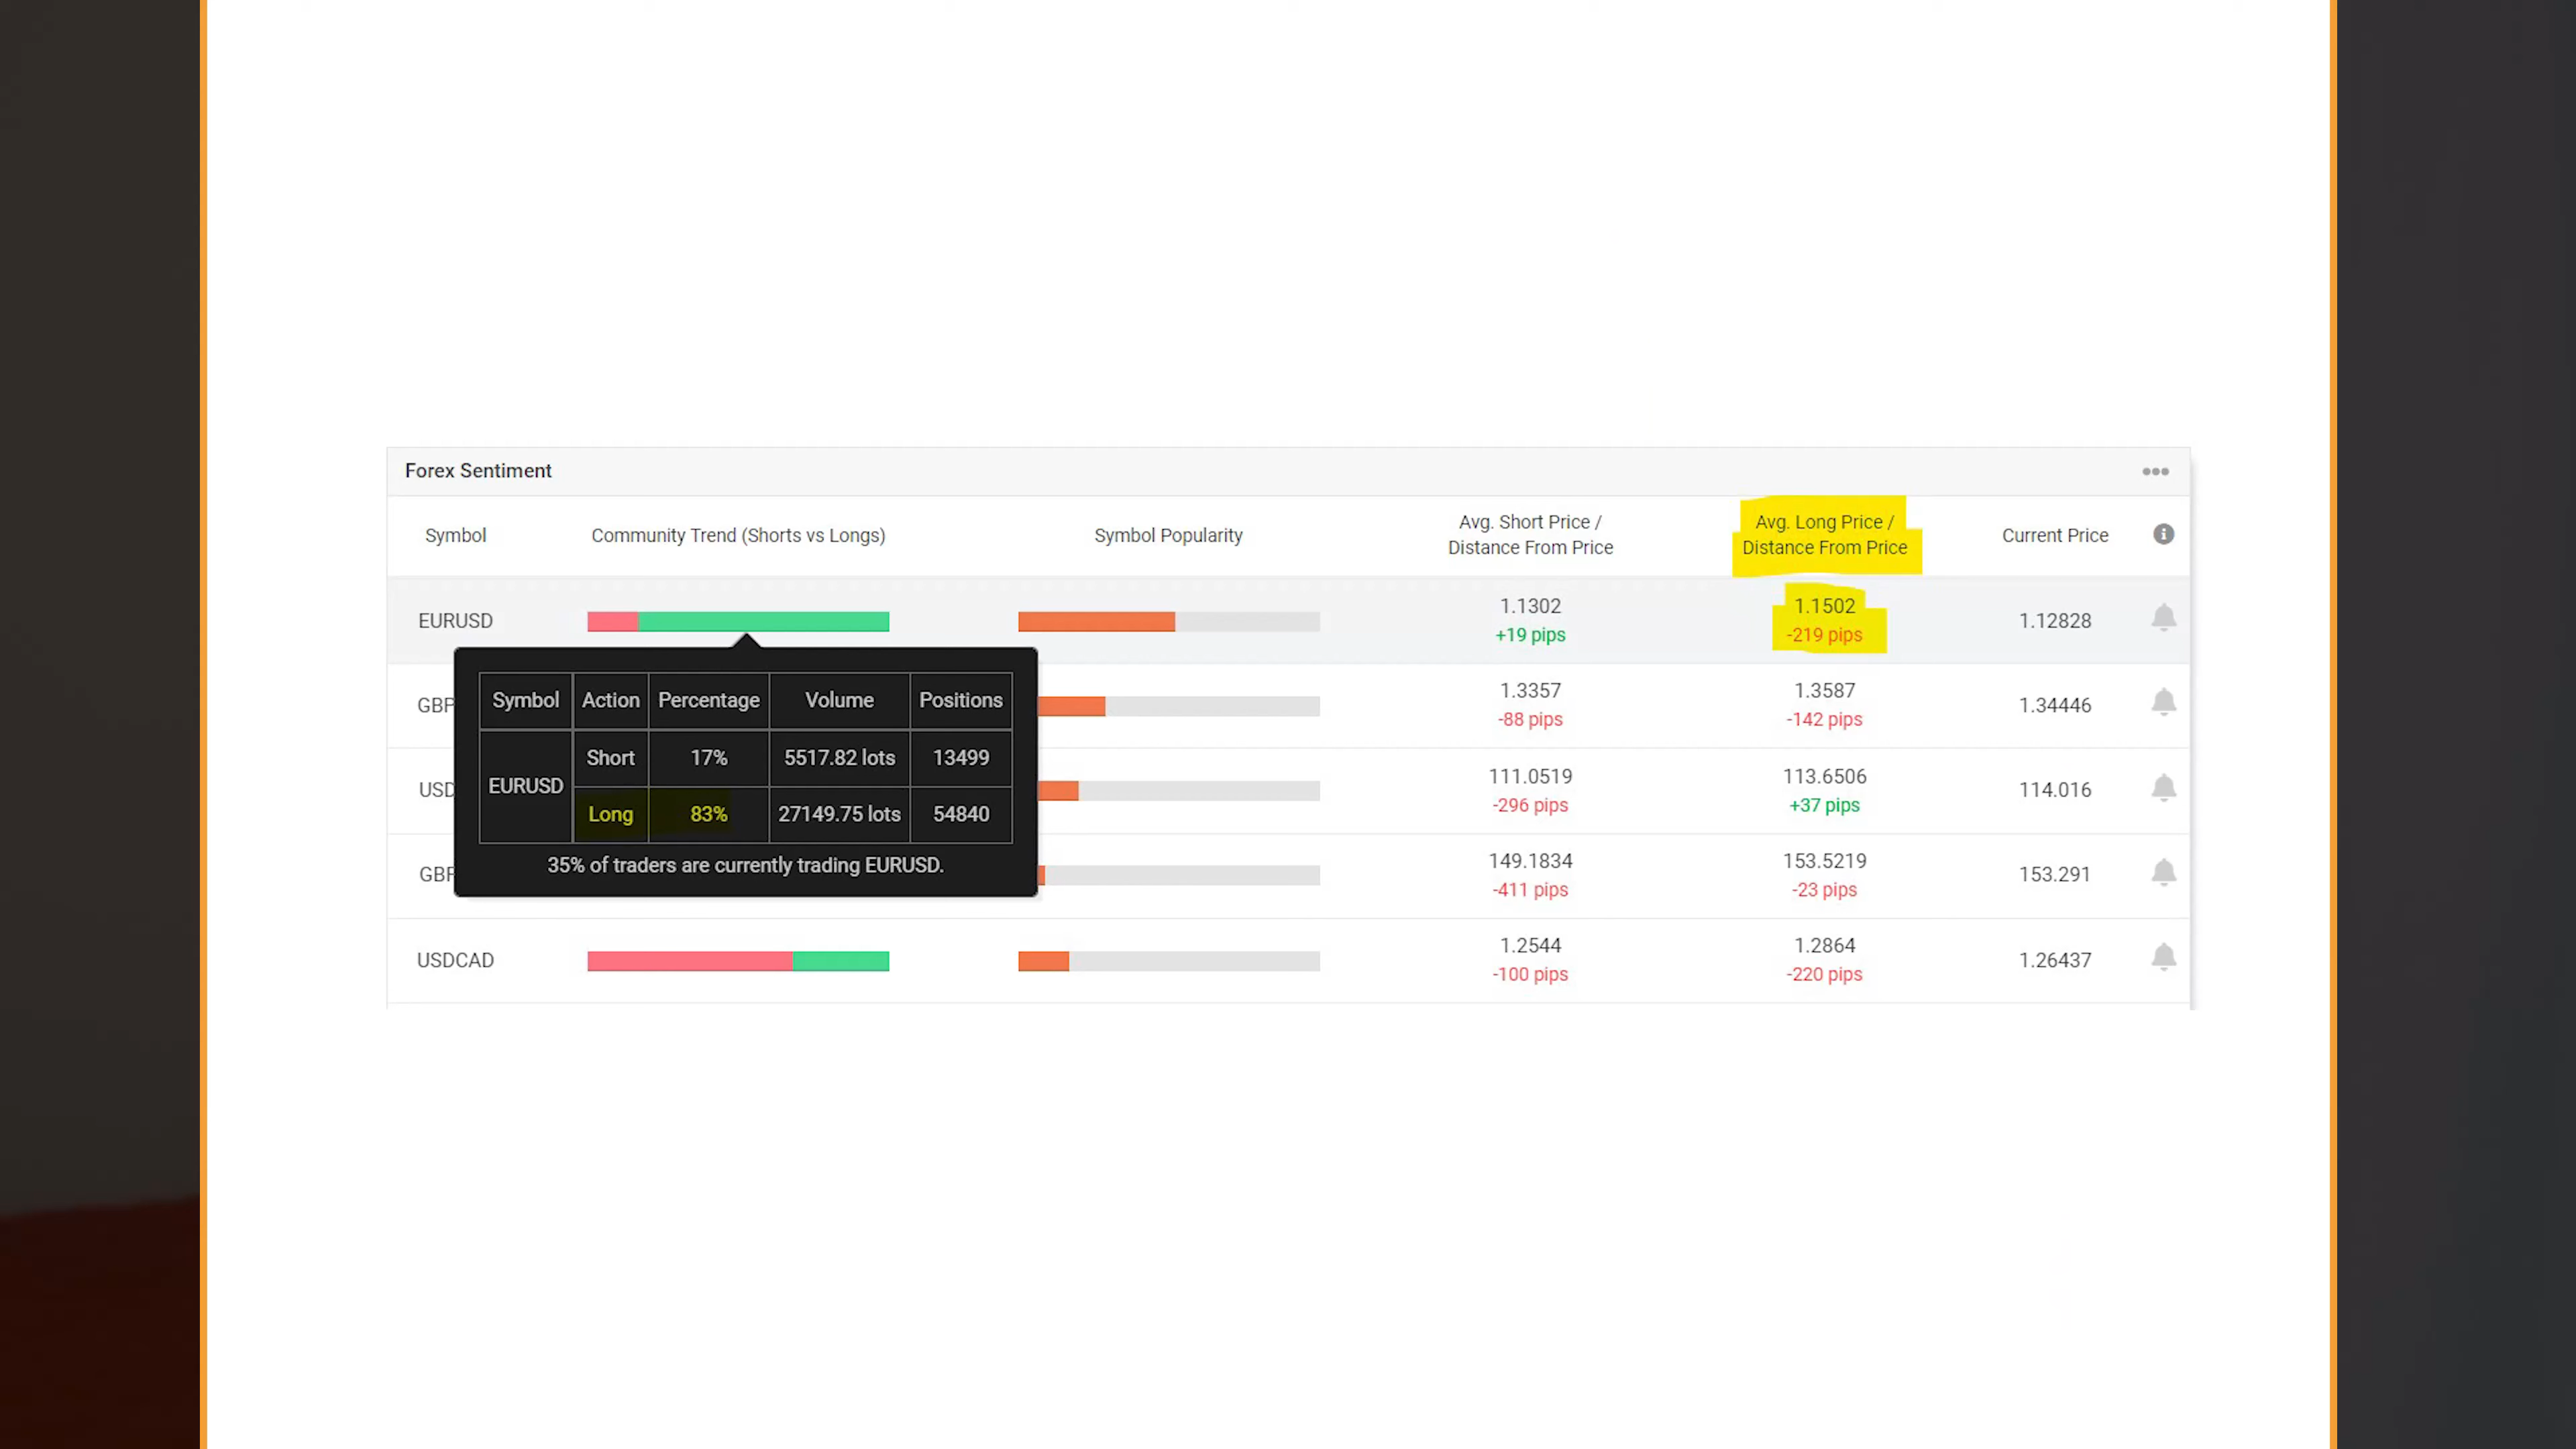 Forex Sentiment
Symbol
Community Trend (Shorts vs Longs)
Symbol Popularity
Avg. Short Price /
Distance From Price
Avg. Long Price /
Distance From Price
Current Price
EURUSD
1.1302
+19 pips
1.1502
-219 pips
1.12828
Symbol Action Percentage Volume Positions
EURUSD
Short 17% 5517.82 lots 13499
Long 83% 27149.75 lots 54840
35% of traders are currently trading EURUSD.
GBP
1.3357
-88 pips
1.3587
-142 pips
1.34446
USD
111.0519
-296 pips
113.6506
+37 pips
114.016
GBP
149.1834
-411 pips
153.5219
-23 pips
153.291
USDCAD
1.2544
-100 pips
1.2864
-220 pips
1.26437